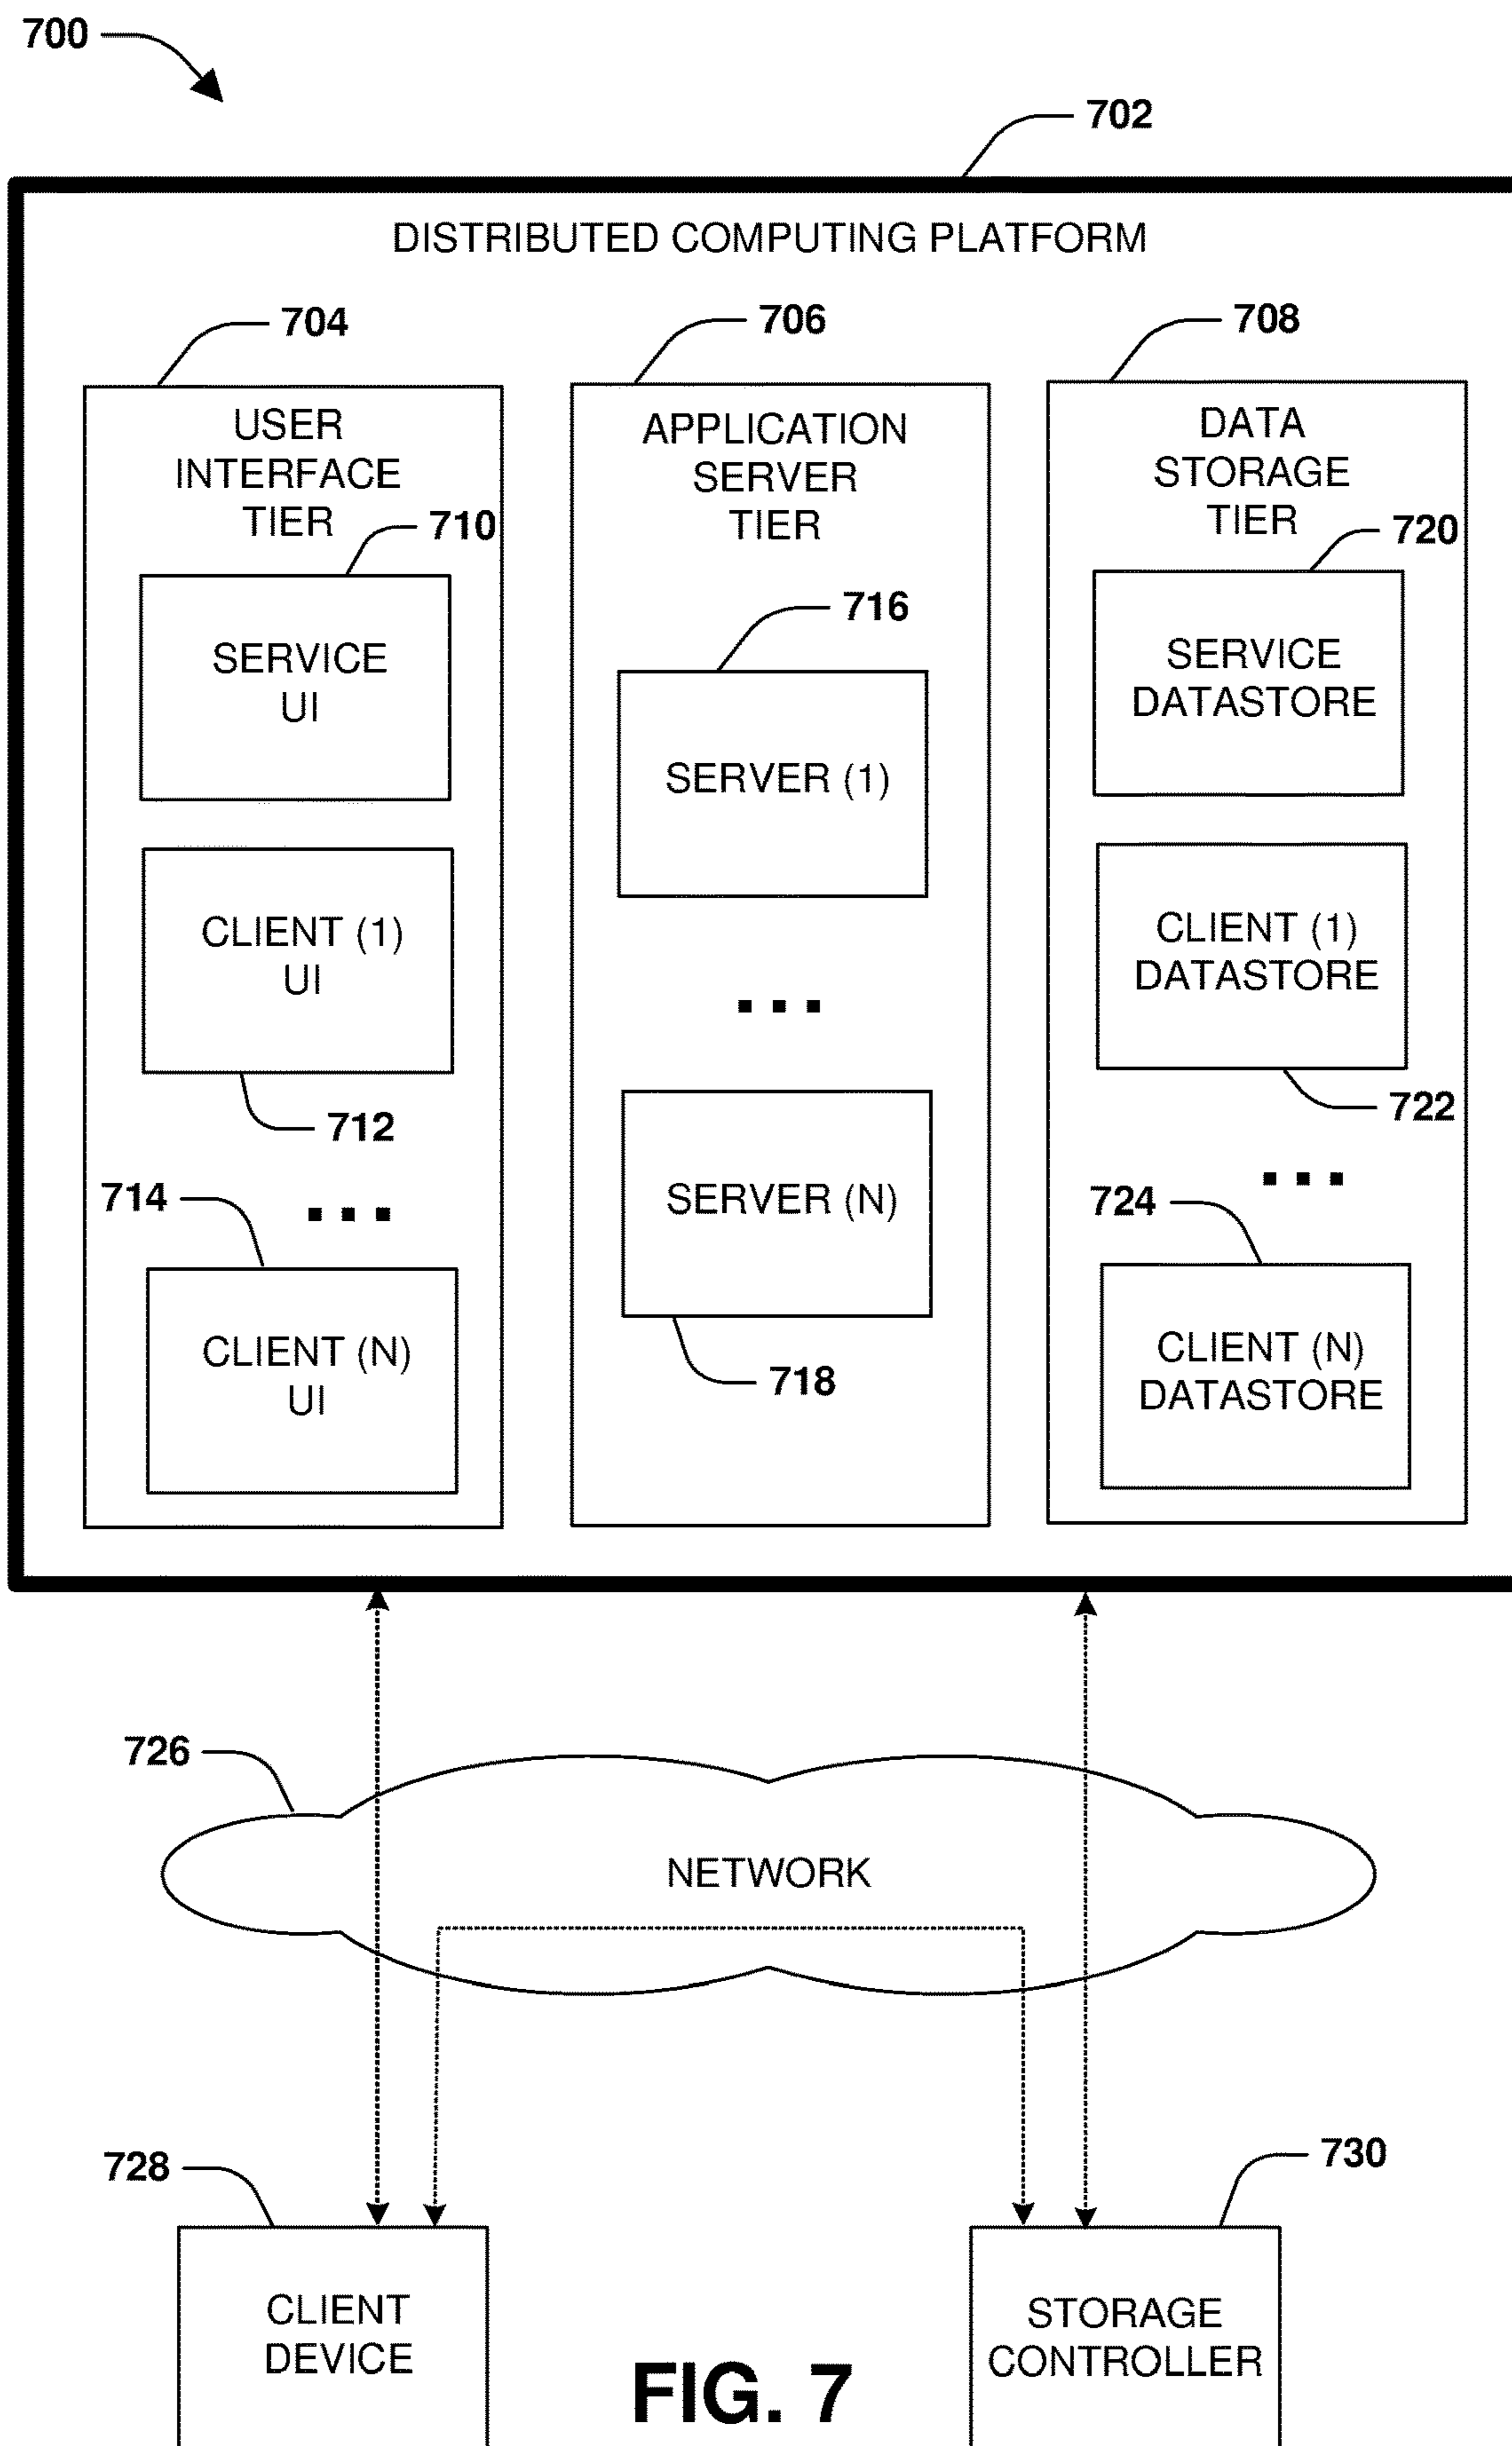 700
702
DISTRIBUTED COMPUTING PLATFORM
704
USER
INTERFACE
TIER
710
SERVICE
UI
CLIENT (1)
UI
712
714
...
CLIENT (N)
UI
706
APPLICATION
SERVER
TIER
716
SERVER (1)
...
SERVER (N)
718
708
DATA
STORAGE
TIER
720
SERVICE
DATASTORE
CLIENT (1)
DATASTORE
722
...
724
CLIENT (N)
DATASTORE
726
NETWORK
728
CLIENT
DEVICE
730
STORAGE
CONTROLLER
FIG. 7